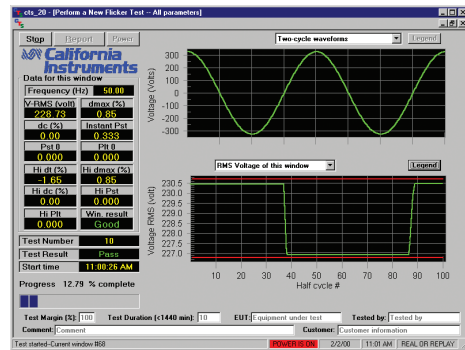 cts_20 - [Perform a New Flicker Test -- All parameters]
Stop Report Power
California
Instruments
Data for this window
Frequency (Hz) 50.00
V-RMS (volt) dmax (%)
228.73 0.85
dc (%) Instant Pst
0.00 0.333
Pst 0 Plt 0
0.000 0.000
Hi dt (%) Hi dmax (%)
-1.65 0.85
Hi dc (%) Hi Pst
0.00 0.000
Hi Plt Win. result
0.000 Good
Test Number 10
Test Result Pass
Start time 11:00:26 AM
Progress 12.79 % complete
Two-cycle waveforms Legend
Voltage (Volts)
300
200
100
0
-100
-200
-300
RMS Voltage of this window Legend
Voltage RMS (volt)
230.5
230.0
229.5
229.0
228.5
228.0
227.5
227.0
10 20 30 40 50 60 70 80 90 100
Half cycle #
Test Margin (%): 100 Test Duration (<1440 min): 10 EUT: Equipment under test Tested by: Tested by
Comment: Comment Customer: Customer information
Test started-Current window #68 POWER IS ON 2/2/00 11:01 AM REAL OR REPLAY